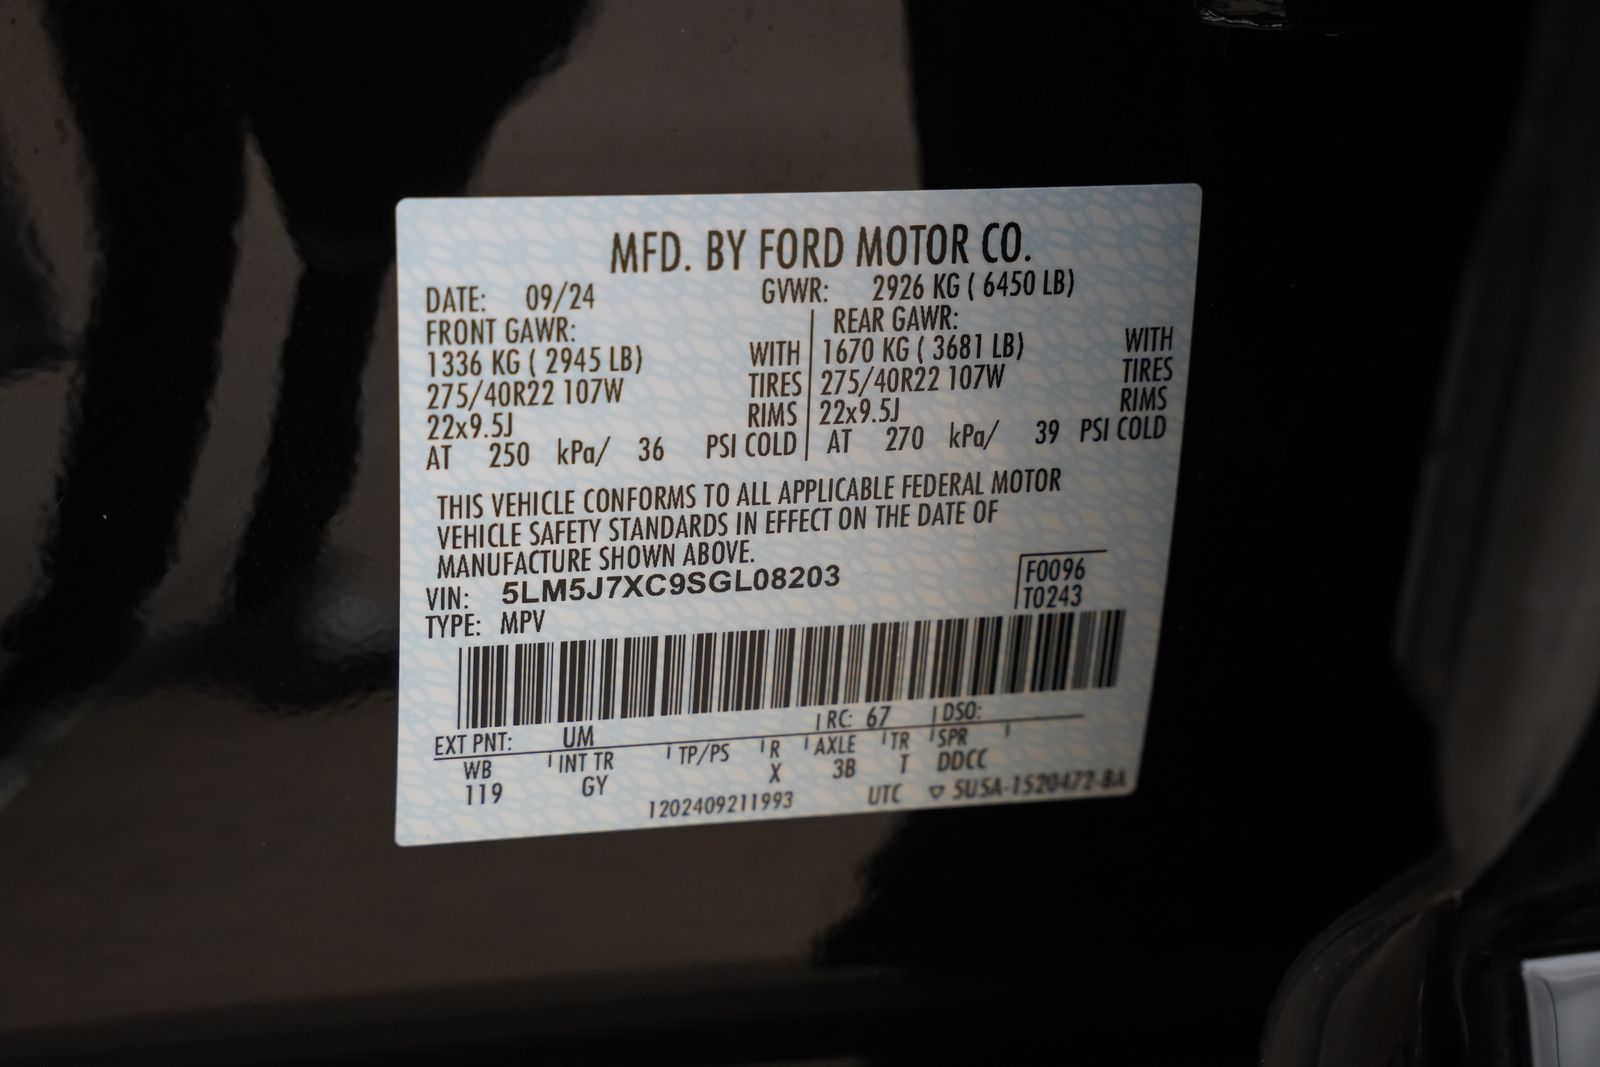 MFD. BY FORD MOTOR CO.
DATE: 09/24 GVWR: 2926 KG ( 6450 LB)
FRONT GAWR: REAR GAWR:
1336 KG ( 2945 LB) WITH 1670 KG ( 3681 LB) WITH
275/40R22 107W TIRES 275/40R22 107W TIRES
22x9.5J RIMS 22x9.5J RIMS
AT 250 kPa/ 36 PSI COLD AT 270 kPa/ 39 PSI COLD
THIS VEHICLE CONFORMS TO ALL APPLICABLE FEDERAL MOTOR
VEHICLE SAFETY STANDARDS IN EFFECT ON THE DATE OF
MANUFACTURE SHOWN ABOVE.
VIN: 5LM5J7XC9SGL08203 F0096
TYPE: MPV T0243
EXT PNT: UM RC: 67 DSO:
WB INT TR TP/PS R AXLE TR SPR
119 GY X 3B T DDCC
1202409211993 UTC ▽ 5U5A-1520472-BA